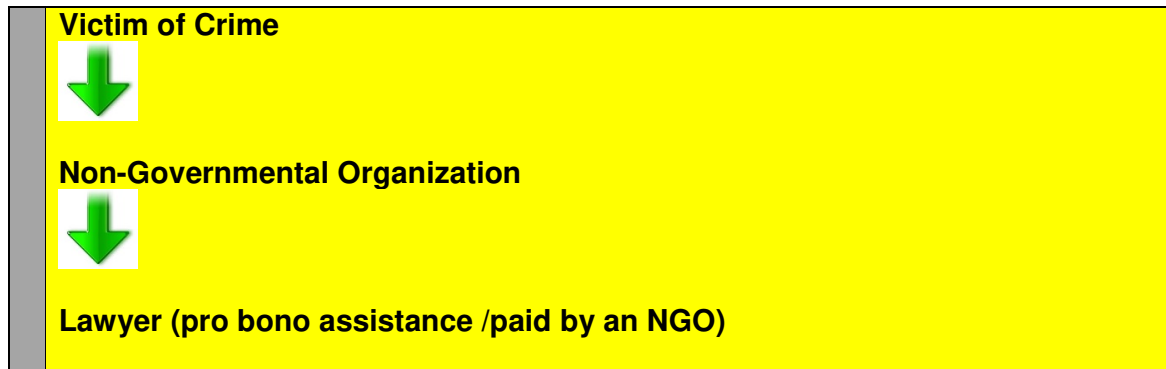 Victim of Crime
Non-Governmental Organization
Lawyer (pro bono assistance /paid by an NGO)